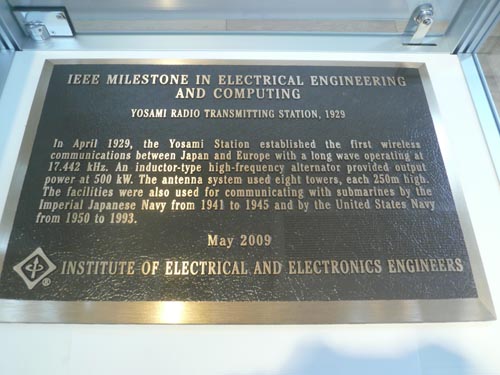 IEEE MILESTONE IN ELECTRICAL ENGINEERING
AND COMPUTING
YOSAMI RADIO TRANSMITTING STATION, 1929
In April 1929, the Yosami Station established the first wireless
communications between Japan and Europe with a long wave operating at
17.442 kHz. An inductor-type high-frequency alternator provided output
power at 500 kW. The antenna system used eight towers, each 250m high.
The facilities were also used for communicating with submarines by the
Imperial Japanese Navy from 1941 to 1945 and by the United States Navy
from 1950 to 1993.
May 2009
® INSTITUTE OF ELECTRICAL AND ELECTRONICS ENGINEERS